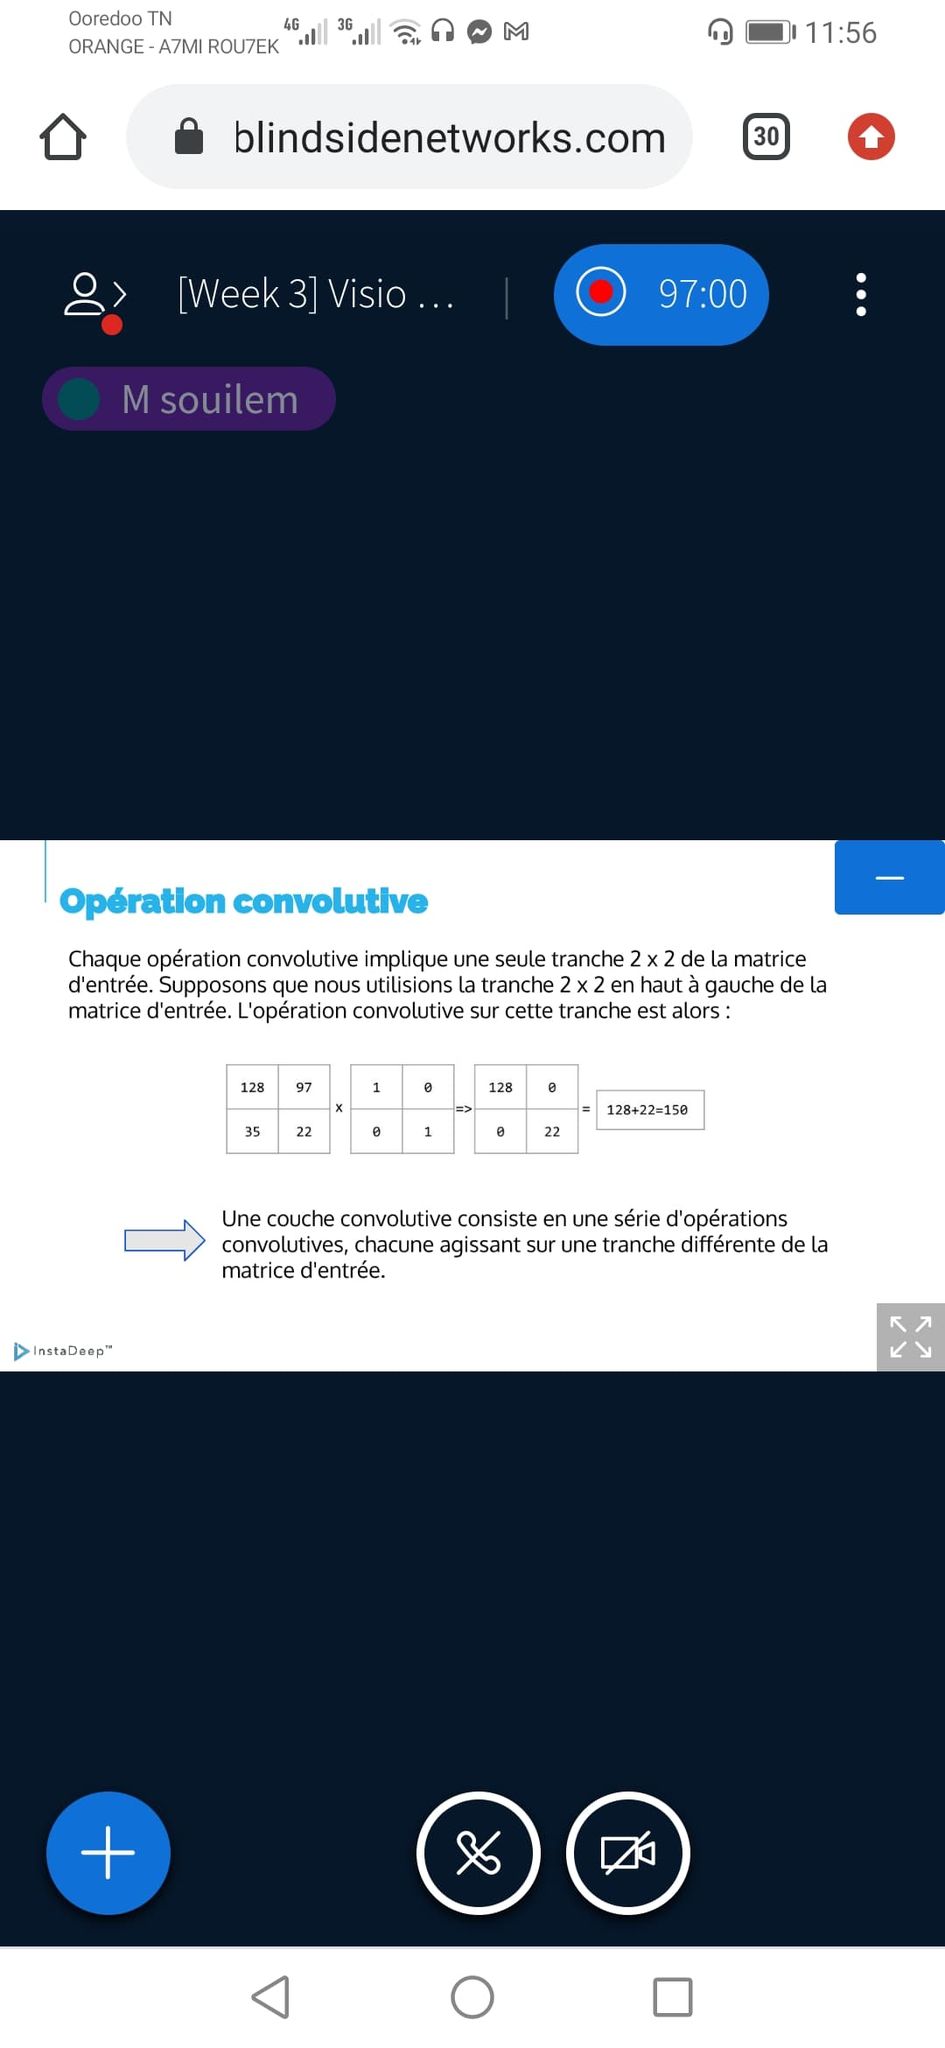 Ooredoo TN
ORANGE - A7MI ROU7EK
4G 3G
11:56
blindsidenetworks.com
30
[Week 3] Visio ...
97:00
M souilem
Opération convolutive
Chaque opération convolutive implique une seule tranche 2 x 2 de la matrice
d'entrée. Supposons que nous utilisions la tranche 2 x 2 en haut à gauche de la
matrice d'entrée. L'opération convolutive sur cette tranche est alors :
128 97 1 0 128 0
x => = 128+22=150
35 22 0 1 0 22
Une couche convolutive consiste en une série d'opérations
convolutives, chacune agissant sur une tranche différente de la
matrice d'entrée.
InstaDeep™